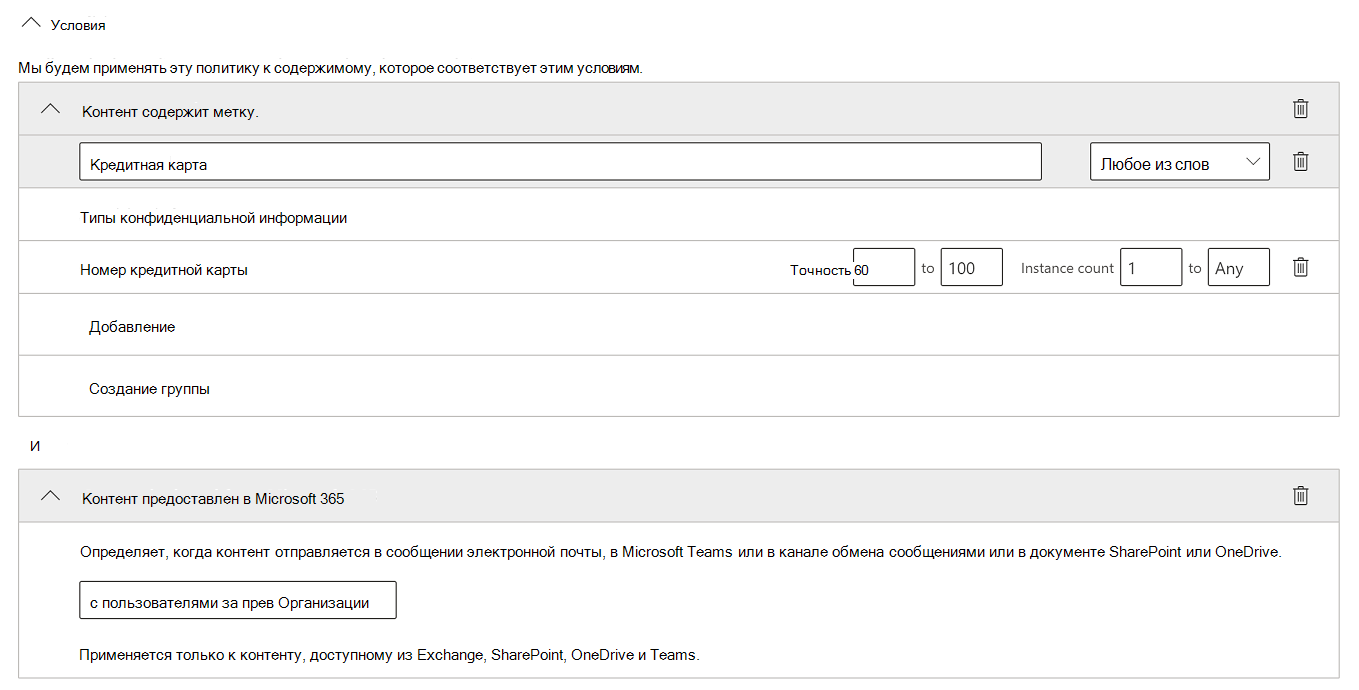 Условия
Мы будем применять эту политику к содержимому, которое соответствует этим условиям.
Контент содержит метку.
Кредитная карта Любое из слов
Типы конфиденциальной информации
Номер кредитной карты Точность 60 to 100 Instance count 1 to Any
Добавление
Создание группы
И
Контент предоставлен в Microsoft 365
Определяет, когда контент отправляется в сообщении электронной почты, в Microsoft Teams или в канале обмена сообщениями или в документе SharePoint или OneDrive.
с пользователями за прев Организации
Применяется только к контенту, доступному из Exchange, SharePoint, OneDrive и Teams.